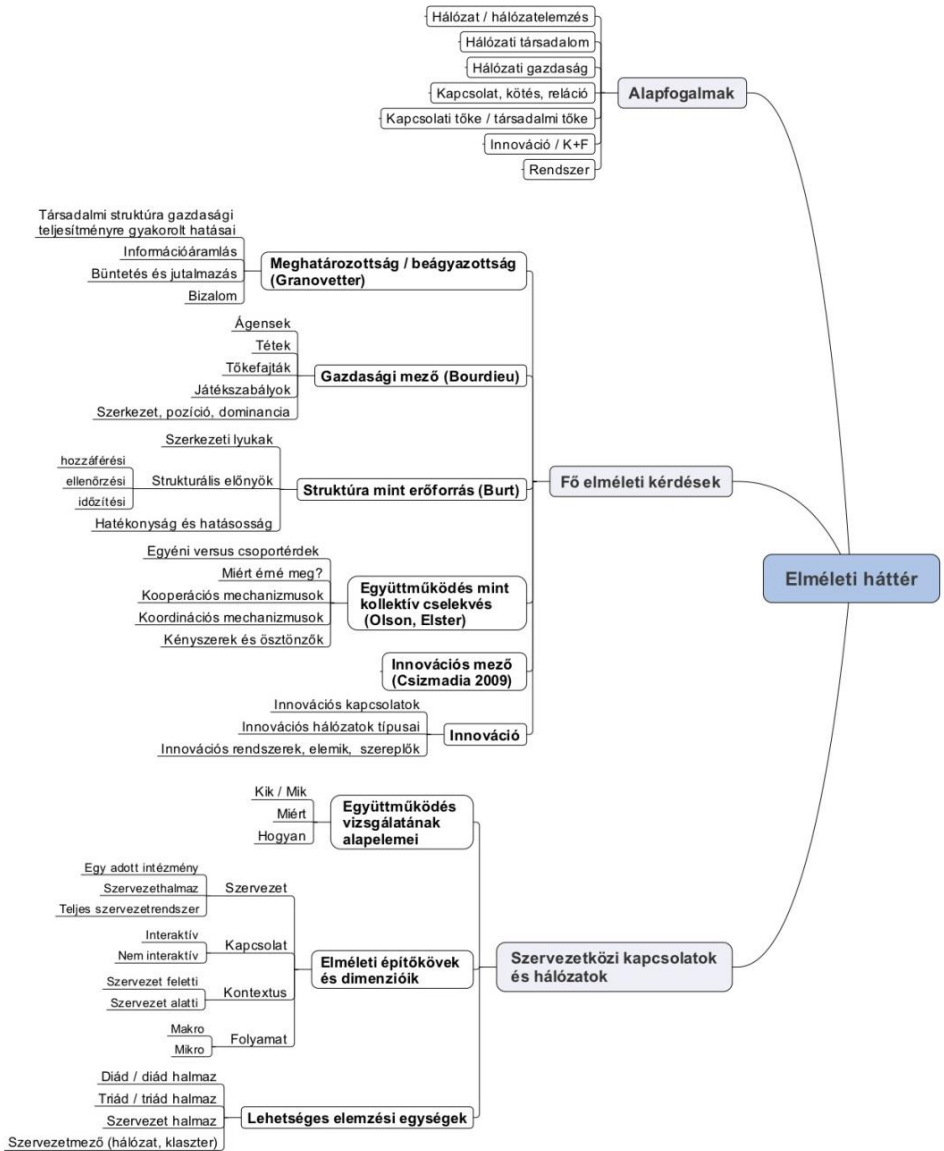 Hálózat / hálózatelemzés
Hálózati társadalom
Hálózati gazdaság
Kapcsolat, kötés, reláció
Kapcsolati tőke / társadalmi tőke
Innováció / K+F
Rendszer
Alapfogalmak
Társadalmi struktúra gazdasági
teljesítményre gyakorolt hatásai
Információáramlás
Büntetés és jutalmazás
Bizalom
Meghatározottság / beágyazottság
(Granovetter)
Ágensek
Tétek
Tőkefajták
Játékszabályok
Szerkezet, pozíció, dominancia
Gazdasági mező (Bourdieu)
Szerkezeti lyukak
hozzáférési
ellenőrzési
időzítési
Strukturális előnyök
Hatékonyság és hatásosság
Struktúra mint erőforrás (Burt)
Egyéni versus csoportérdek
Miért érné meg?
Kooperációs mechanizmusok
Koordinációs mechanizmusok
Kényszerek és ösztönzők
Együttműködés mint
kollektív cselekvés
(Olson, Elster)
Innovációs mező
(Csizmadia 2009)
Innovációs kapcsolatok
Innovációs hálózatok típusai
Innovációs rendszerek, elemik, szereplők
Innováció
Fő elméleti kérdések
Elméleti háttér
Kik / Mik
Miért
Hogyan
Együttműködés
vizsgálatának
alapelemei
Egy adott intézmény
Szervezethalmaz
Teljes szervezetrendszer
Szervezet
Interaktív
Nem interaktív
Kapcsolat
Szervezet feletti
Szervezet alatti
Kontextus
Makro
Mikro
Folyamat
Elméleti építőkövek
és dimenzióik
Diád / diád halmaz
Triád / triád halmaz
Szervezet halmaz
Szervezetmező (hálózat, klaszter)
Lehetséges elemzési egységek
Szervezetközi kapcsolatok
és hálózatok